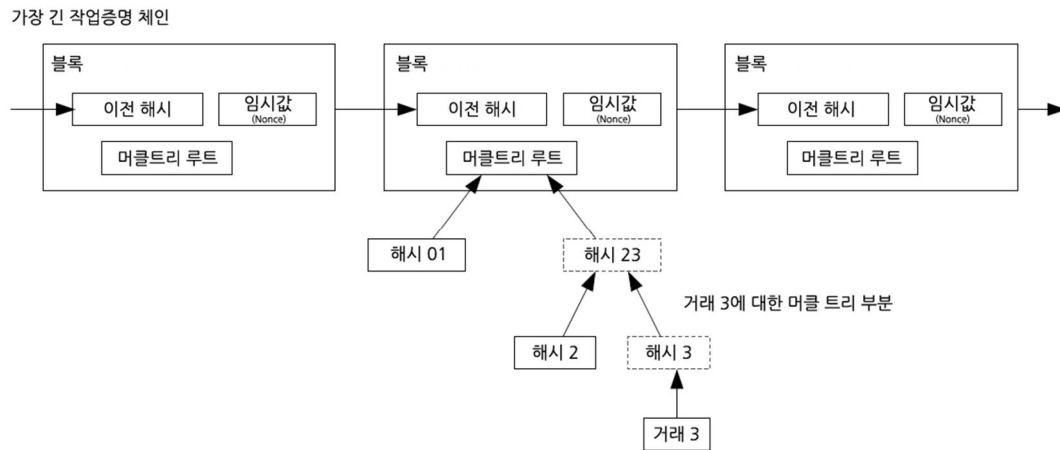 가장 긴 작업증명 체인
블록
블록
블록
이전 해시
임시값
(Nonce)
이전 해시
임시값
(Nonce)
이전 해시
임시값
(Nonce)
머클트리 루트
머클트리 루트
머클트리 루트
해시 01
해시 23
거래 3에 대한 머클 트리 부분
해시 2
해시 3
거래 3